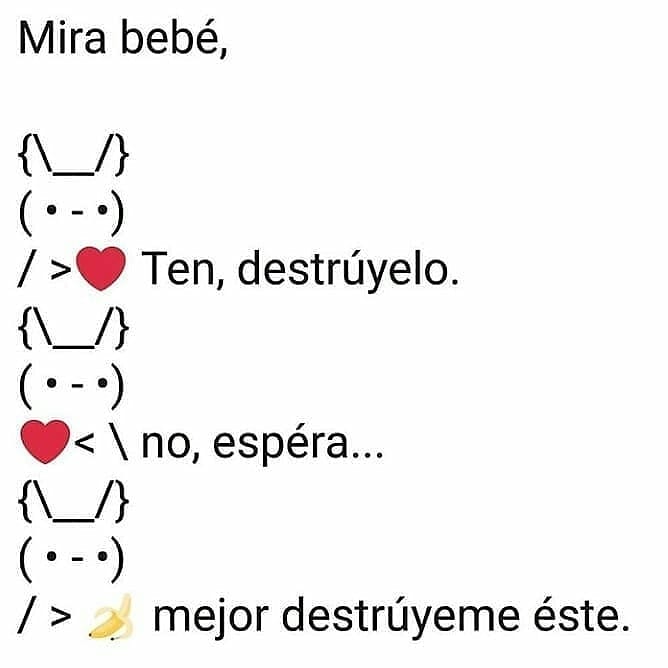 Mira bebé,
{\__/}
( • - •)
/ >❤️ Ten, destrúyelo.
{\__/}
( • - •)
❤️< \ no, espéra...
{\__/}
( • - •)
/ > 🍌 mejor destrúyeme éste.